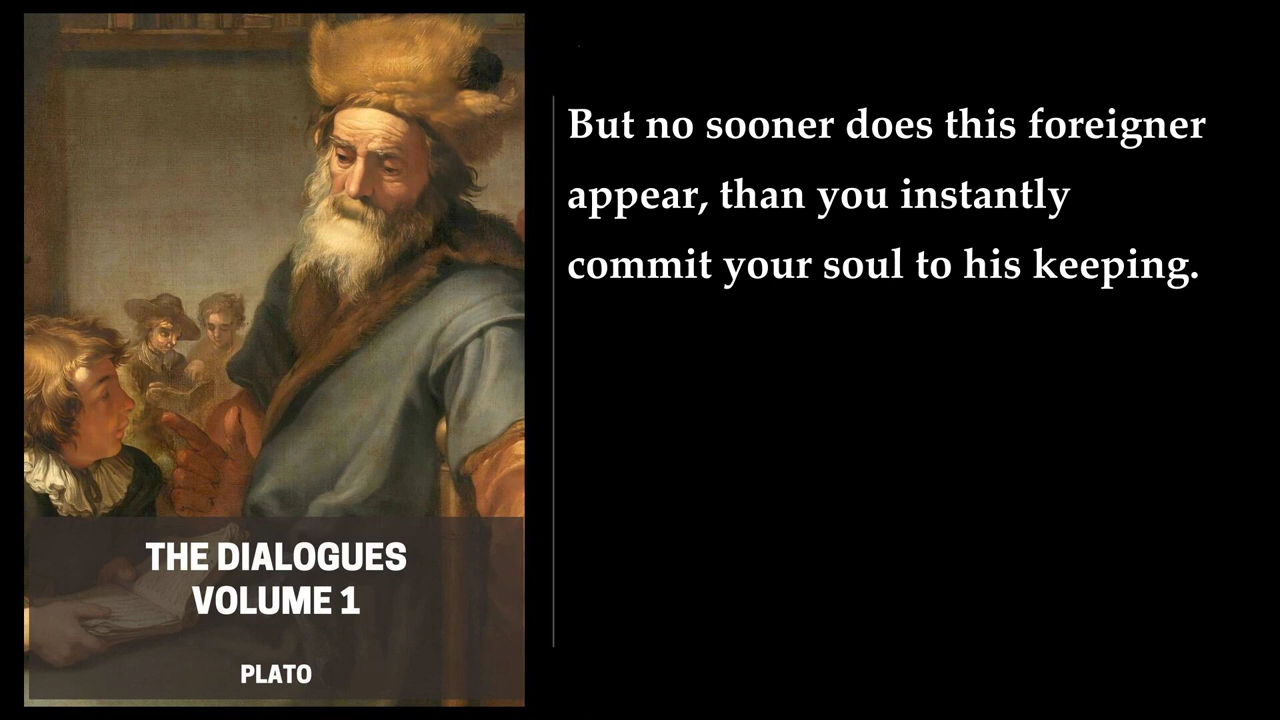 But no sooner does this foreigner
appear, than you instantly
commit your soul to his keeping.
THE DIALOGUES
VOLUME 1
PLATO